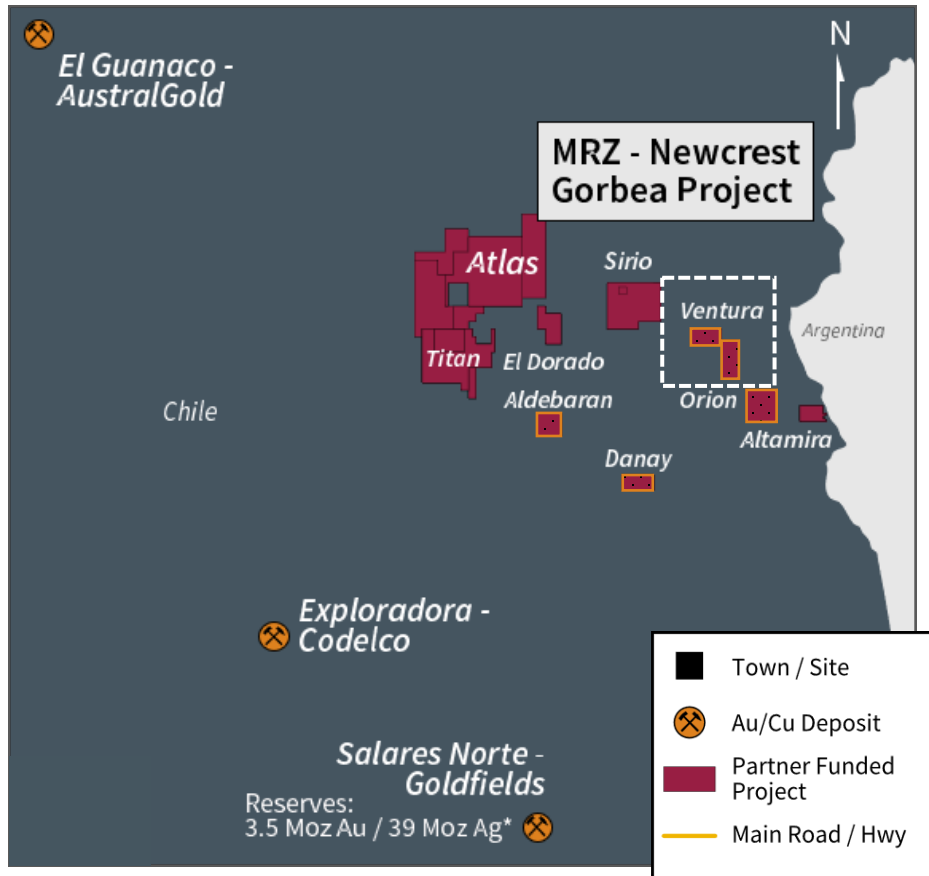 El Guanaco -
AustralGold
N
MRZ - Newcrest
Gorbea Project
Atlas
Sirio
Ventura
Argentina
Titan
El Dorado
Aldebaran
Orion
Chile
Altamira
Danay
Exploradora -
Codelco
Salares Norte -
Goldfields
Reserves:
3.5 Moz Au / 39 Moz Ag*
Town / Site
Au/Cu Deposit
Partner Funded
Project
Main Road / Hwy